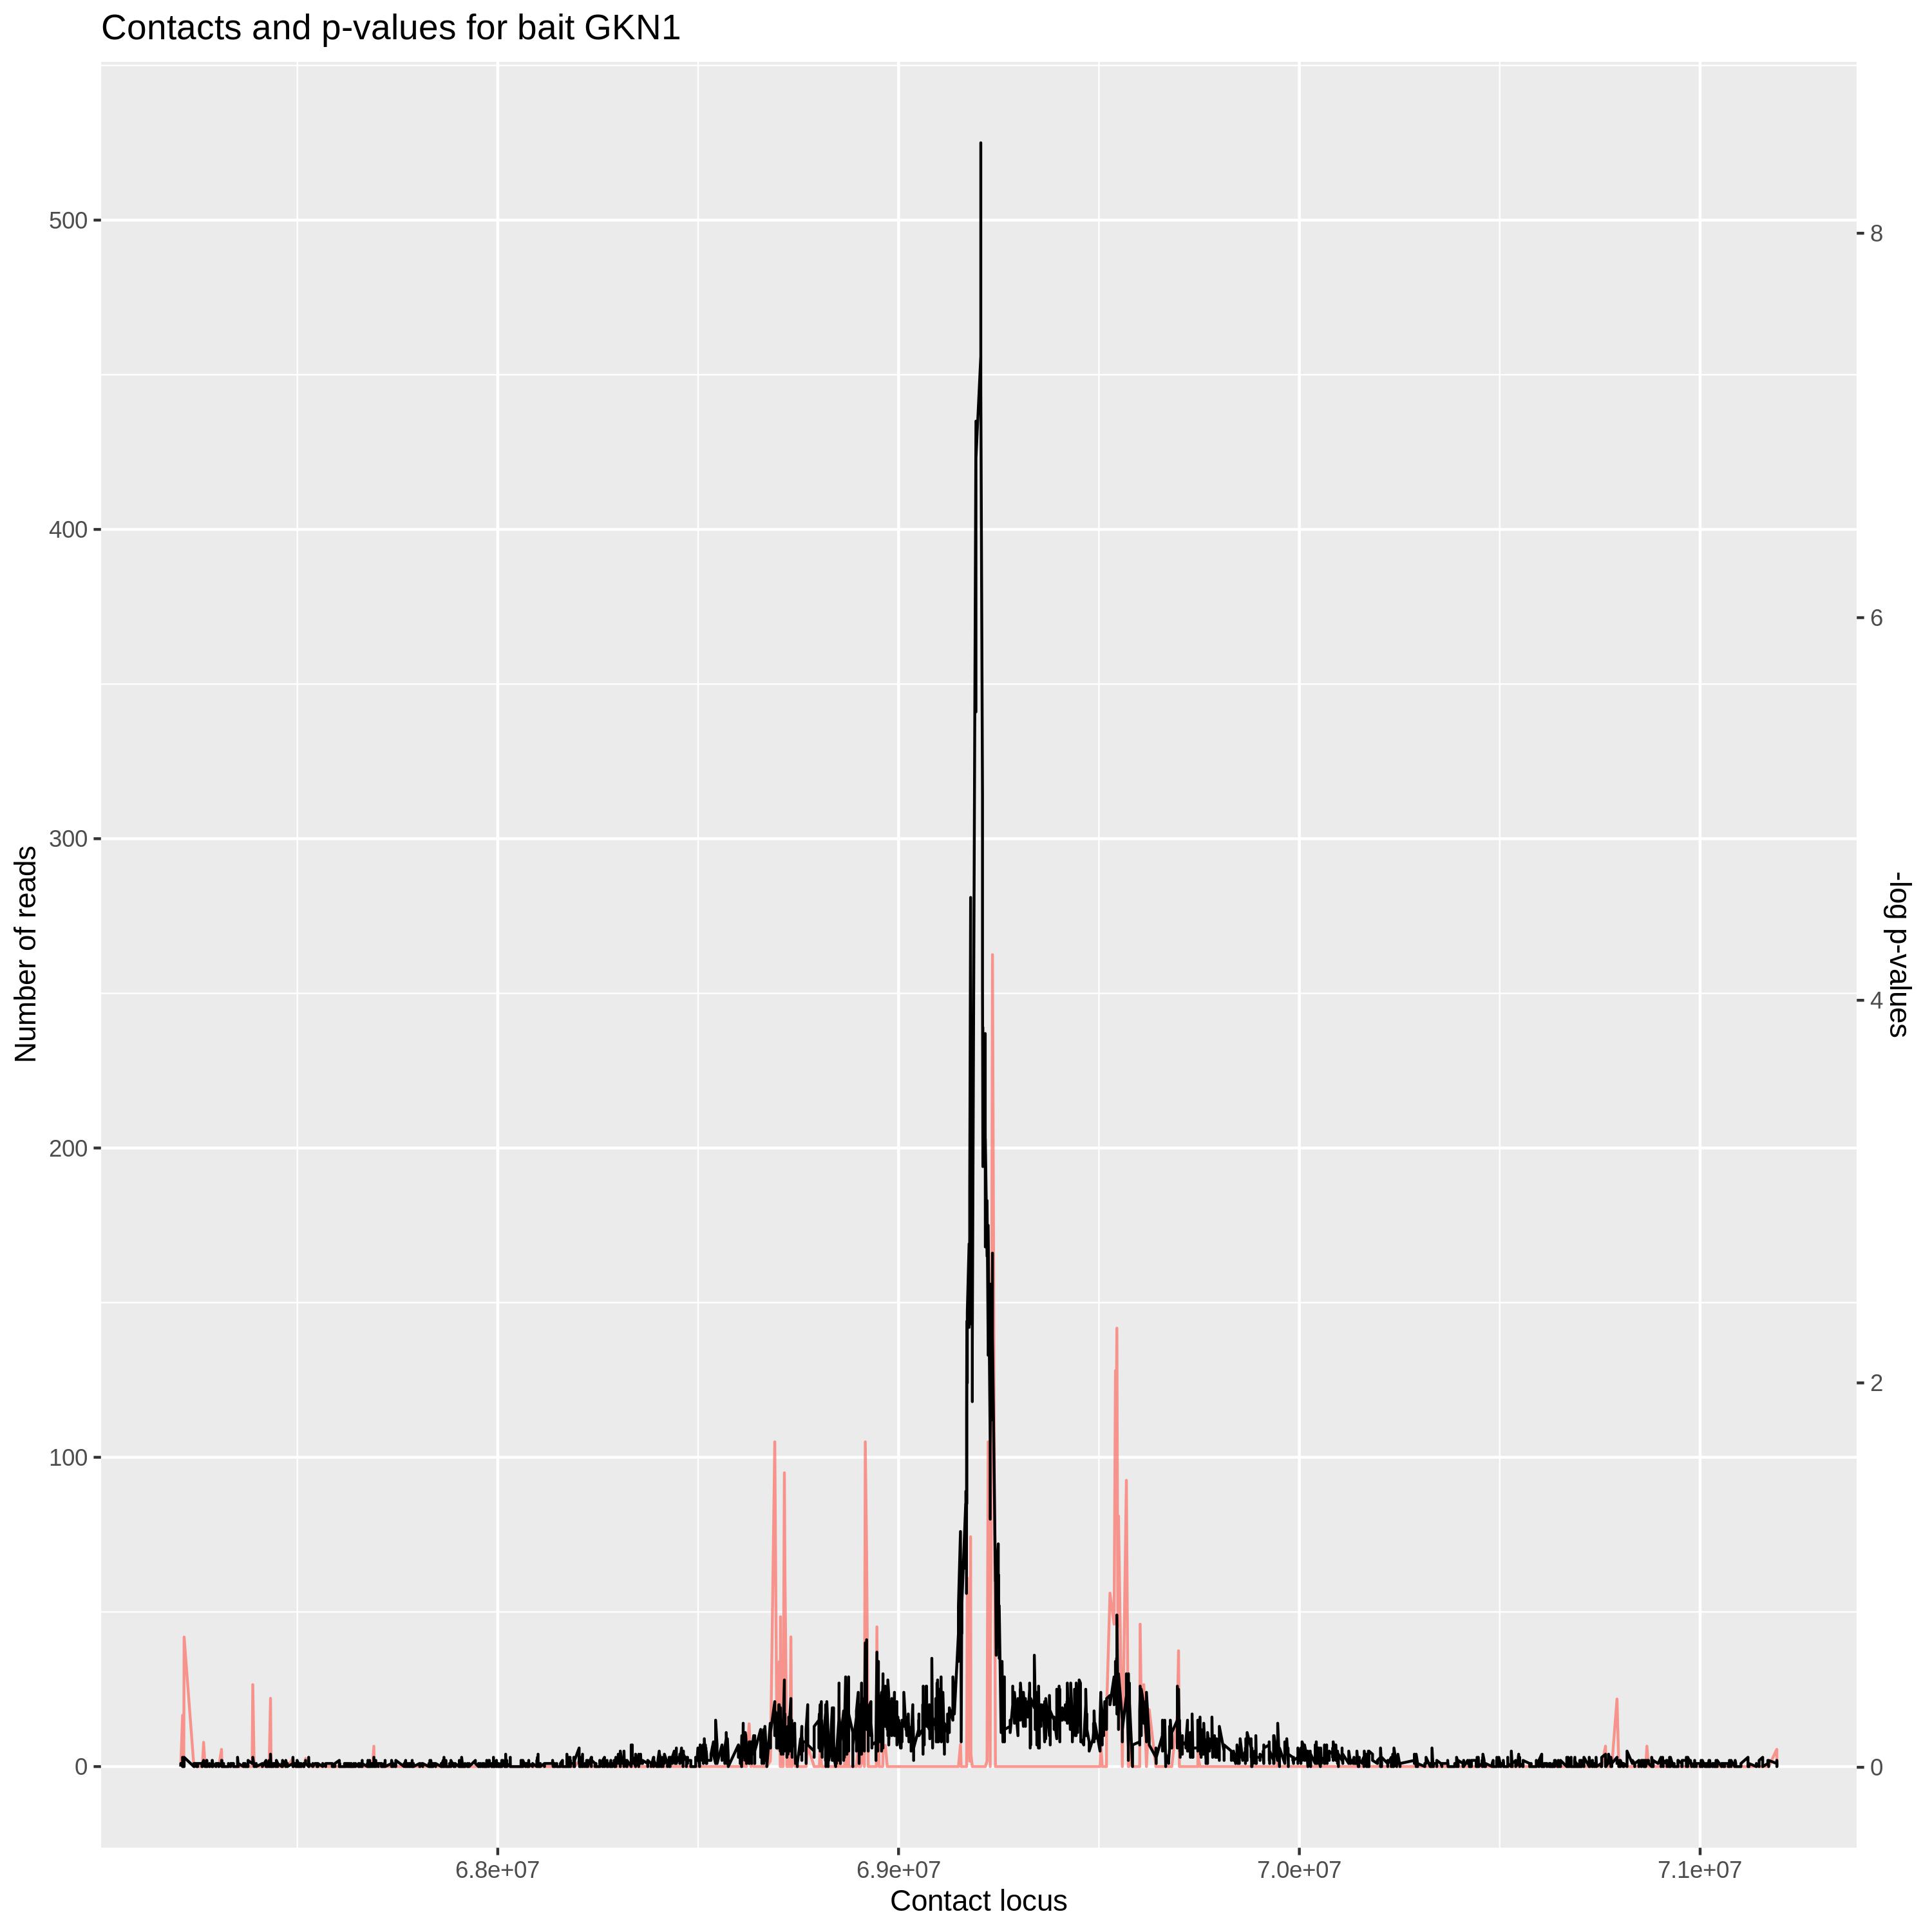 Contacts and p-values for bait GKN1
500
400
300
200
100
0
Number of reads
8
6
4
2
0
-log p-values
6.8e+07
6.9e+07
7.0e+07
7.1e+07
Contact locus